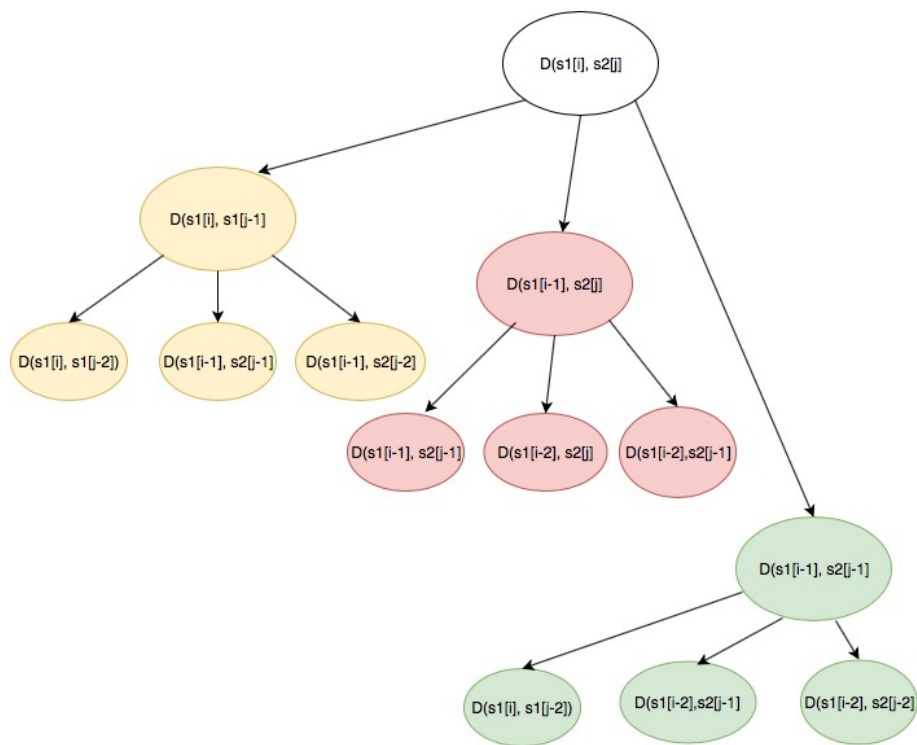 D(s1[i], s2[j]
D(s1[i], s1[j-1]
D(s1[i-1], s2[j]
D(s1[i], s1[j-2])
D(s1[i-1], s2[j-1]
D(s1[i-1], s2[j-2]
D(s1[i-1], s2[j-1]
D(s1[i-2], s2[j]
D(s1[i-2],s2[j-1]
D(s1[i-1], s2[j-1]
D(s1[i], s1[j-2])
D(s1[i-2],s2[j-1]
D(s1[i-2], s2[j-2]